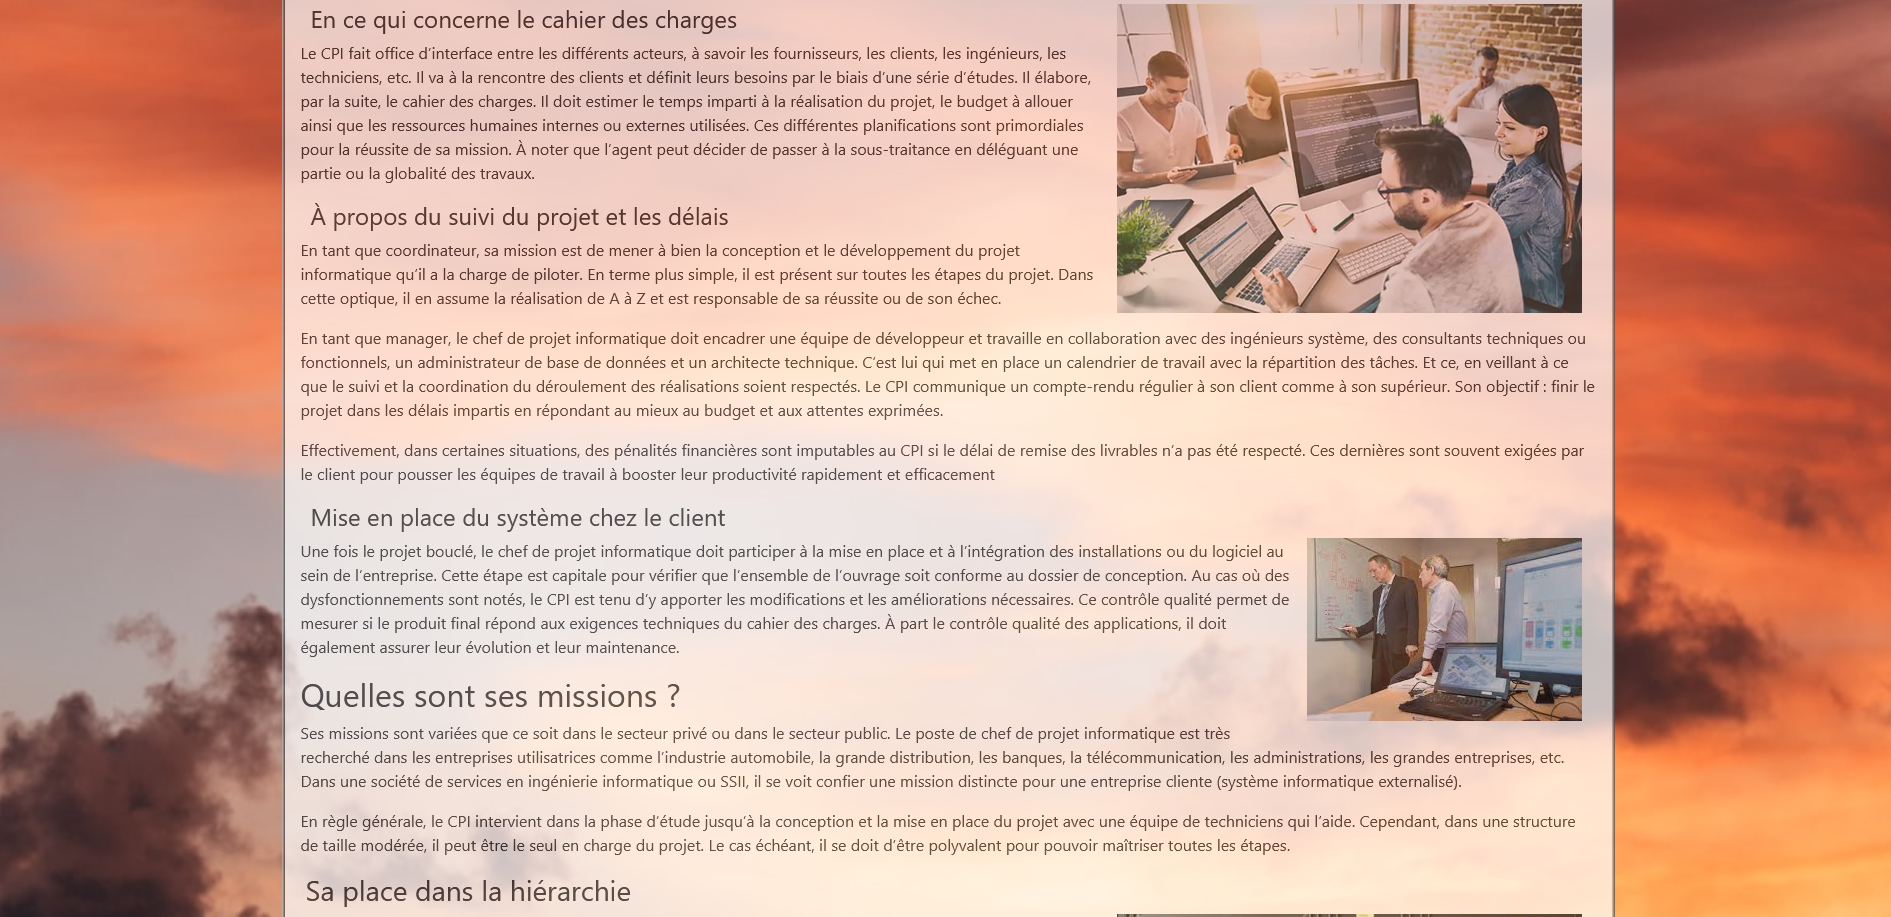 En ce qui concerne le cahier des charges
Le CPI fait office d'interface entre les différents acteurs, à savoir les fournisseurs, les clients, les ingénieurs, les
techniciens, etc. Il va à la rencontre des clients et définit leurs besoins par le biais d'une série d'études. Il élabore,
par la suite, le cahier des charges. Il doit estimer le temps imparti à la réalisation du projet, le budget à allouer
ainsi que les ressources humaines internes ou externes utilisées. Ces différentes planifications sont primordiales
pour la réussite de sa mission. À noter que l'agent peut décider de passer à la sous-traitance en déléguant une
partie ou la globalité des travaux.
À propos du suivi du projet et les délais
En tant que coordinateur, sa mission est de mener à bien la conception et le développement du projet
informatique qu'il a la charge de piloter. En terme plus simple, il est présent sur toutes les étapes du projet. Dans
cette optique, il en assume la réalisation de A à Z et est responsable de sa réussite ou de son échec.
En tant que manager, le chef de projet informatique doit encadrer une équipe de développeur et travaille en collaboration avec des ingénieurs système, des consultants techniques ou
fonctionnels, un administrateur de base de données et un architecte technique. C'est lui qui met en place un calendrier de travail avec la répartition des tâches. Et ce, en veillant à ce
que le suivi et la coordination du déroulement des réalisations soient respectés. Le CPI communique un compte-rendu régulier à son client comme à son supérieur. Son objectif : finir le
projet dans les délais impartis en répondant au mieux au budget et aux attentes exprimées.
Effectivement, dans certaines situations, des pénalités financières sont imputables au CPI si le délai de remise des livrables n'a pas été respecté. Ces dernières sont souvent exigées par
le client pour pousser les équipes de travail à booster leur productivité rapidement et efficacement
Mise en place du système chez le client
Une fois le projet bouclé, le chef de projet informatique doit participer à la mise en place et à l'intégration des installations ou du logiciel au
sein de l'entreprise. Cette étape est capitale pour vérifier que l'ensemble de l'ouvrage soit conforme au dossier de conception. Au cas où des
dysfonctionnements sont notés, le CPI est tenu d'y apporter les modifications et les améliorations nécessaires. Ce contrôle qualité permet de
mesurer si le produit final répond aux exigences techniques du cahier des charges. À part le contrôle qualité des applications, il doit
également assurer leur évolution et leur maintenance.
Quelles sont ses missions ?
Ses missions sont variées que ce soit dans le secteur privé ou dans le secteur public. Le poste de chef de projet informatique est très
recherché dans les entreprises utilisatrices comme l'industrie automobile, la grande distribution, les banques, la télécommunication, les administrations, les grandes entreprises, etc.
Dans une société de services en ingénierie informatique ou SSII, il se voit confier une mission distincte pour une entreprise cliente (système informatique externalisé).
En règle générale, le CPI intervient dans la phase d'étude jusqu'à la conception et la mise en place du projet avec une équipe de techniciens qui l'aide. Cependant, dans une structure
de taille modérée, il peut être le seul en charge du projet. Le cas échéant, il se doit d'être polyvalent pour pouvoir maîtriser toutes les étapes.
Sa place dans la hiérarchie